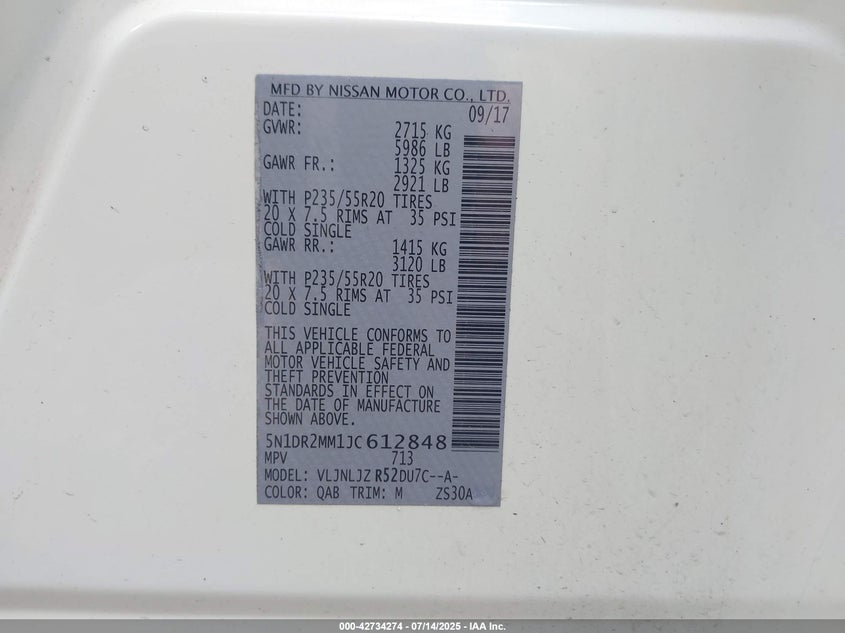 MFD BY NISSAN MOTOR CO., LTD.
DATE: 09/17
GVWR: 2715 KG
5986 LB
GAWR FR.: 1325 KG
2921 LB
WITH P235/55R20 TIRES
20 X 7.5 RIMS AT 35 PSI
COLD SINGLE
GAWR RR.: 1415 KG
3120 LB
WITH P235/55R20 TIRES
20 X 7.5 RIMS AT 35 PSI
COLD SINGLE
THIS VEHICLE CONFORMS TO
ALL APPLICABLE FEDERAL
MOTOR VEHICLE SAFETY AND
THEFT PREVENTION
STANDARDS IN EFFECT ON
THE DATE OF MANUFACTURE
SHOWN ABOVE.
5N1DR2MM1JC612848
MPV 713
MODEL: VLJNLJZ R52DU7C--A-
COLOR: QAB TRIM: M ZS30A
000-42734274 - 07/14/2025 - IAA Inc.